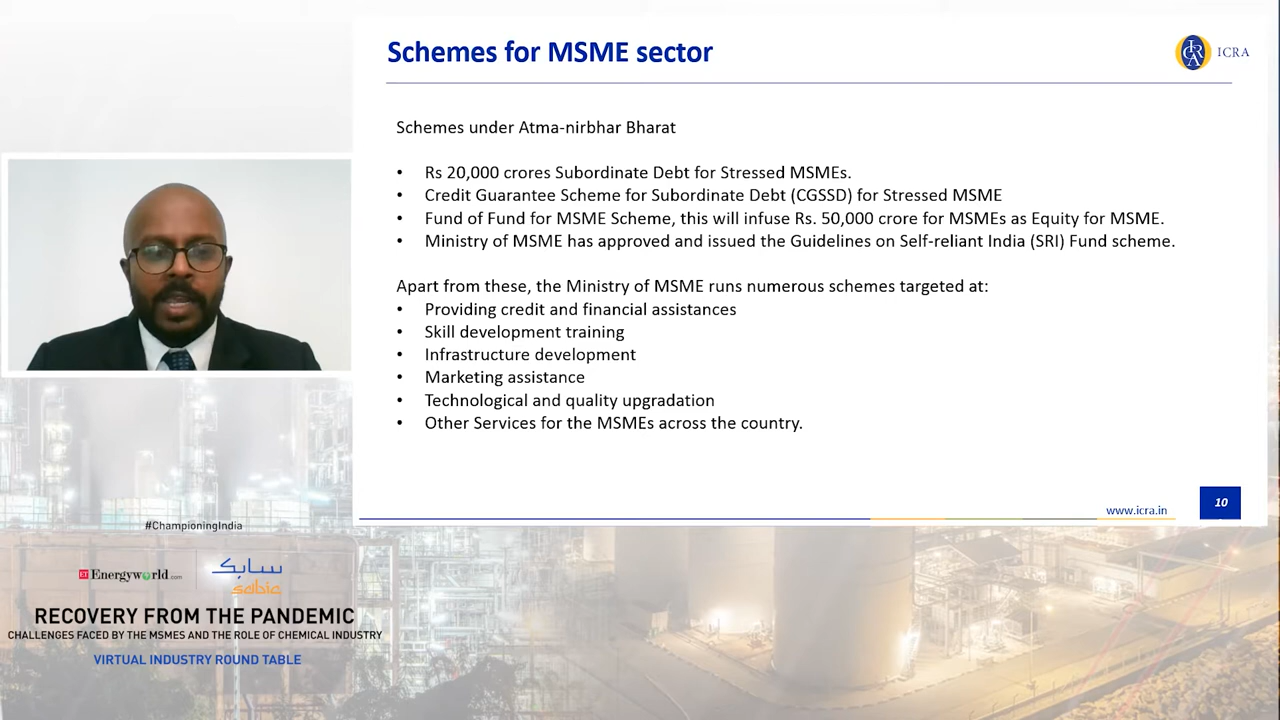 Schemes for MSME sector
ICRA
ICRA
Schemes under Atma-nirbhar Bharat
• Rs 20,000 crores Subordinate Debt for Stressed MSMEs.
• Credit Guarantee Scheme for Subordinate Debt (CGSSD) for Stressed MSME
• Fund of Fund for MSME Scheme, this will infuse Rs. 50,000 crore for MSMEs as Equity for MSME.
• Ministry of MSME has approved and issued the Guidelines on Self-reliant India (SRI) Fund scheme.
Apart from these, the Ministry of MSME runs numerous schemes targeted at:
• Providing credit and financial assistances
• Skill development training
• Infrastructure development
• Marketing assistance
• Technological and quality upgradation
• Other Services for the MSMEs across the country.
www.icra.in
10
#ChampioningIndia
ET Energyworld.com
سابك
sabic
RECOVERY FROM THE PANDEMIC
CHALLENGES FACED BY THE MSMES AND THE ROLE OF CHEMICAL INDUSTRY
VIRTUAL INDUSTRY ROUND TABLE